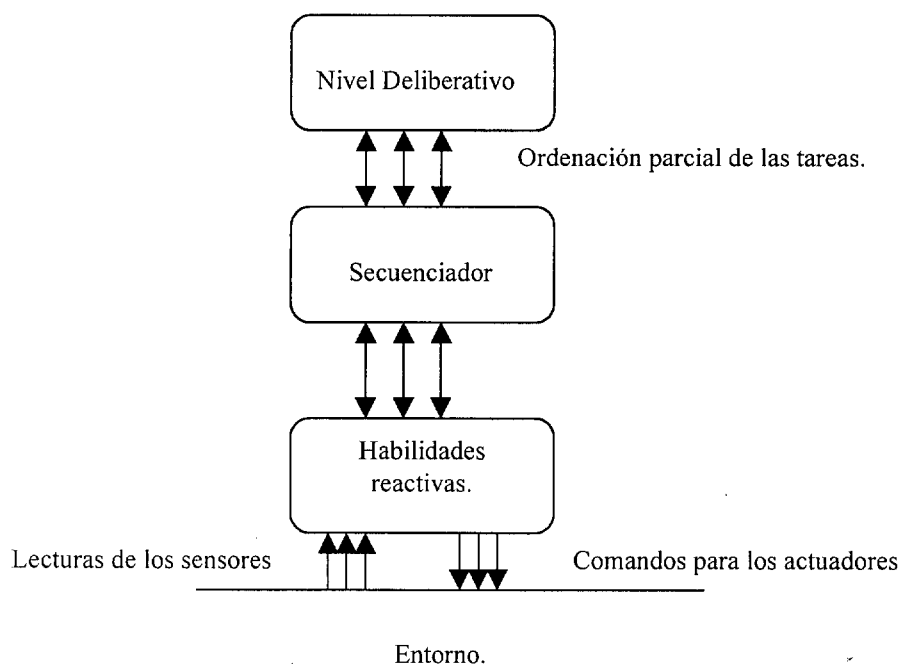 Nivel Deliberativo
Ordenación parcial de las tareas.
Secuenciador
Habilidades
reactivas.
Lecturas de los sensores
Comandos para los actuadores
Entorno.